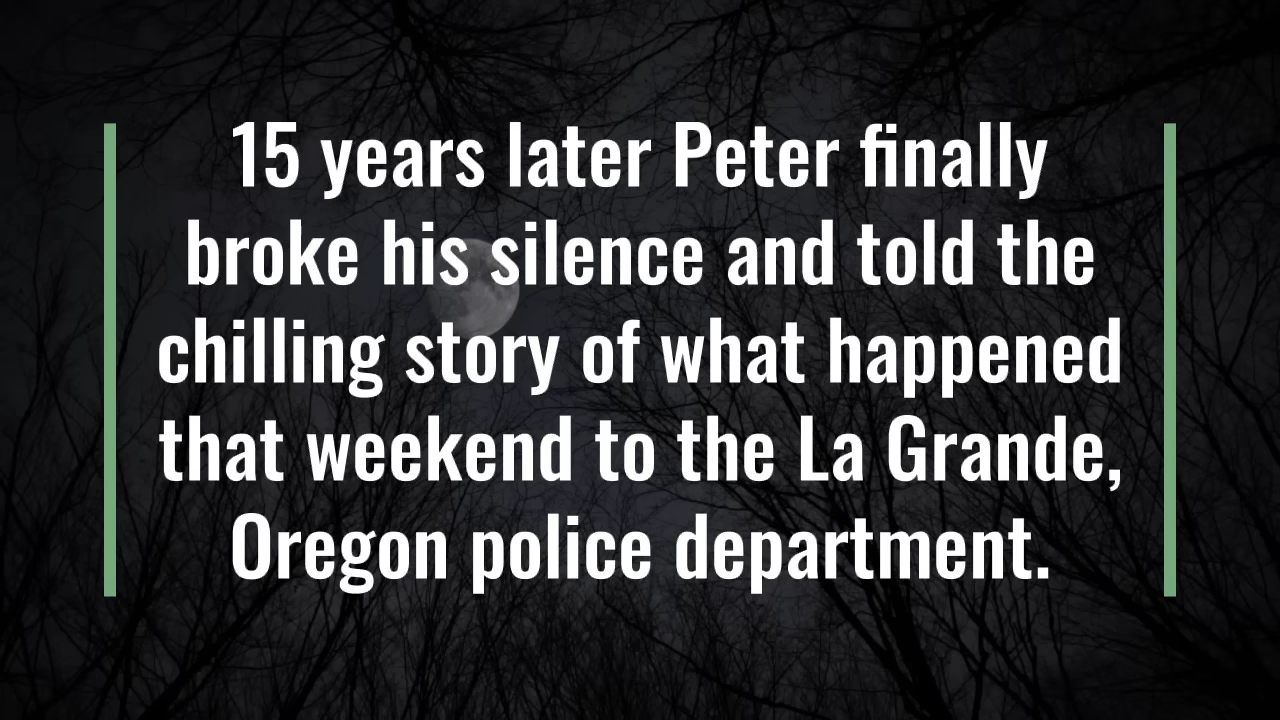 15 years later Peter finally
broke his silence and told the
chilling story of what happened
that weekend to the La Grande,
Oregon police department.